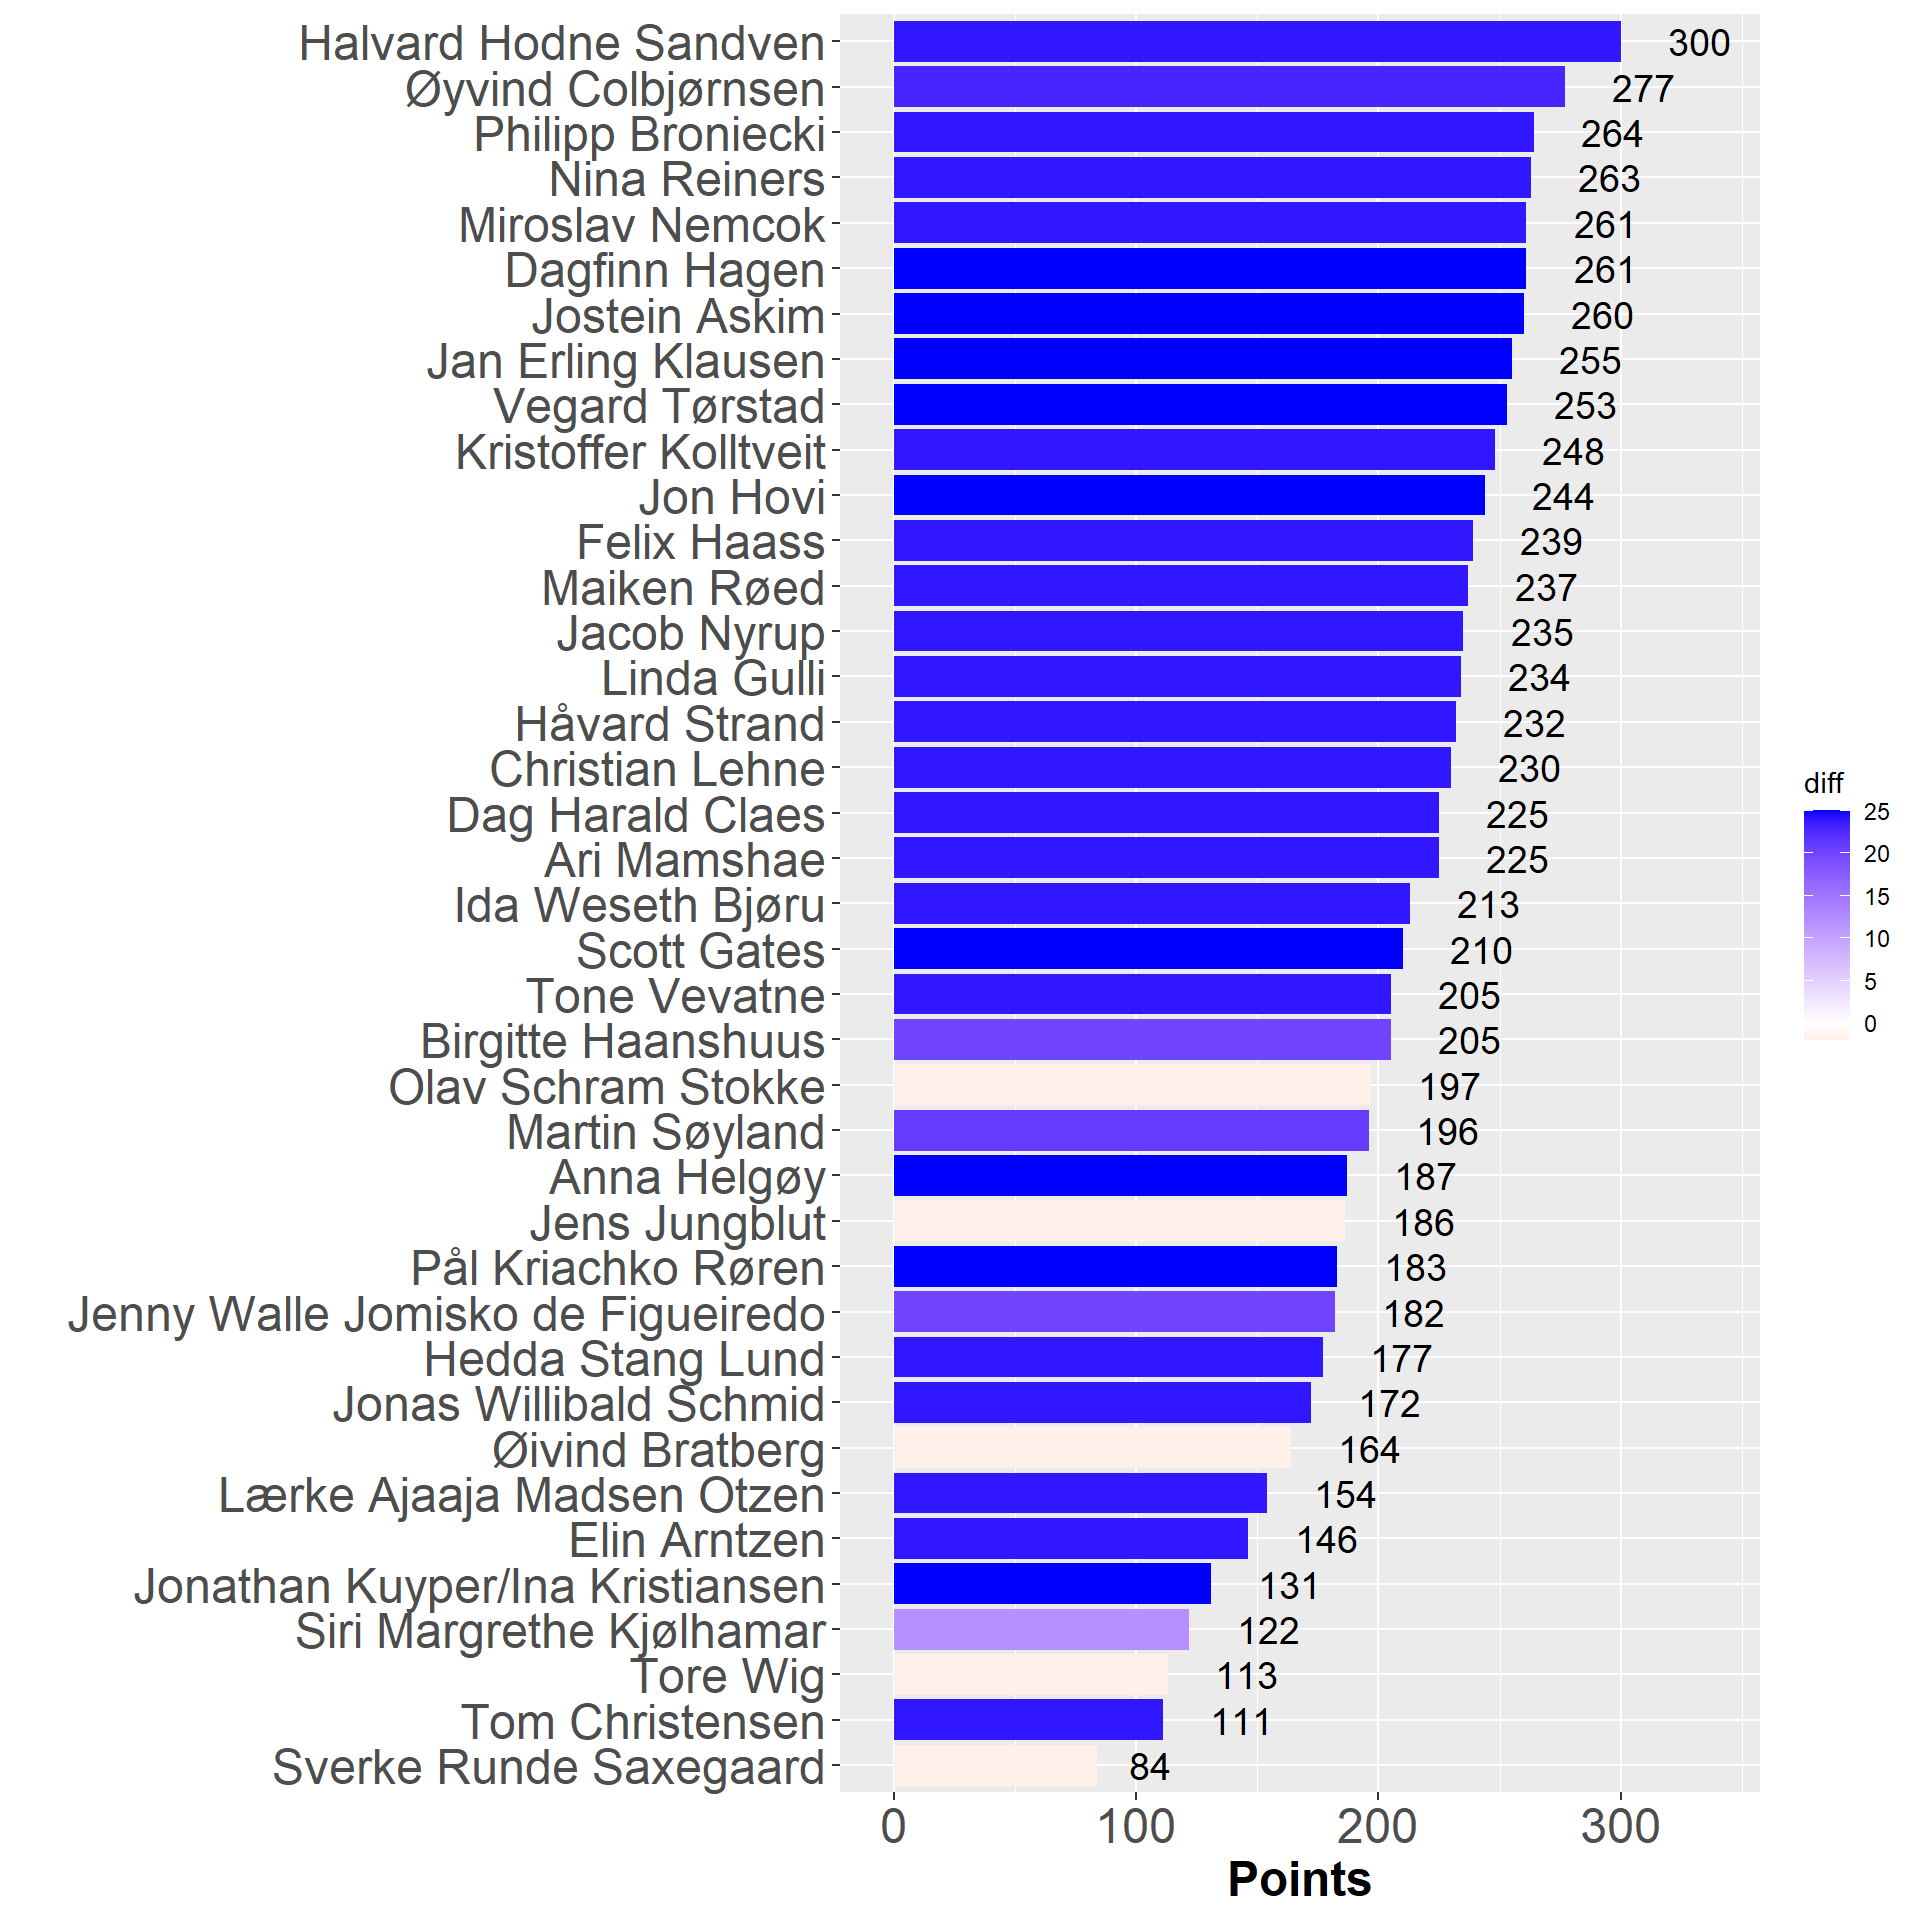 Halvard Hodne Sandven 300
Øyvind Colbjørnsen 277
Philipp Broniecki 264
Nina Reiners 263
Miroslav Nemcok 261
Dagfinn Hagen 261
Jostein Askim 260
Jan Erling Klausen 255
Vegard Tørstad 253
Kristoffer Kolltveit 248
Jon Hovi 244
Felix Haass 239
Maiken Røed 237
Jacob Nyrup 235
Linda Gulli 234
Håvard Strand 232
Christian Lehne 230
Dag Harald Claes 225
Ari Mamshae 225
Ida Weseth Bjøru 213
Scott Gates 210
Tone Vevatne 205
Birgitte Haanshuus 205
Olav Schram Stokke 197
Martin Søyland 196
Anna Helgøy 187
Jens Jungblut 186
Pål Kriachko Røren 183
Jenny Walle Jomisko de Figueiredo 182
Hedda Stang Lund 177
Jonas Willibald Schmid 172
Øivind Bratberg 164
Lærke Ajaaja Madsen Otzen 154
Elin Arntzen 146
Jonathan Kuyper/Ina Kristiansen 131
Siri Margrethe Kjølhamar 122
Tore Wig 113
Tom Christensen 111
Sverke Runde Saxegaard 84
0 100 200 300
Points
diff
25
20
15
10
5
0